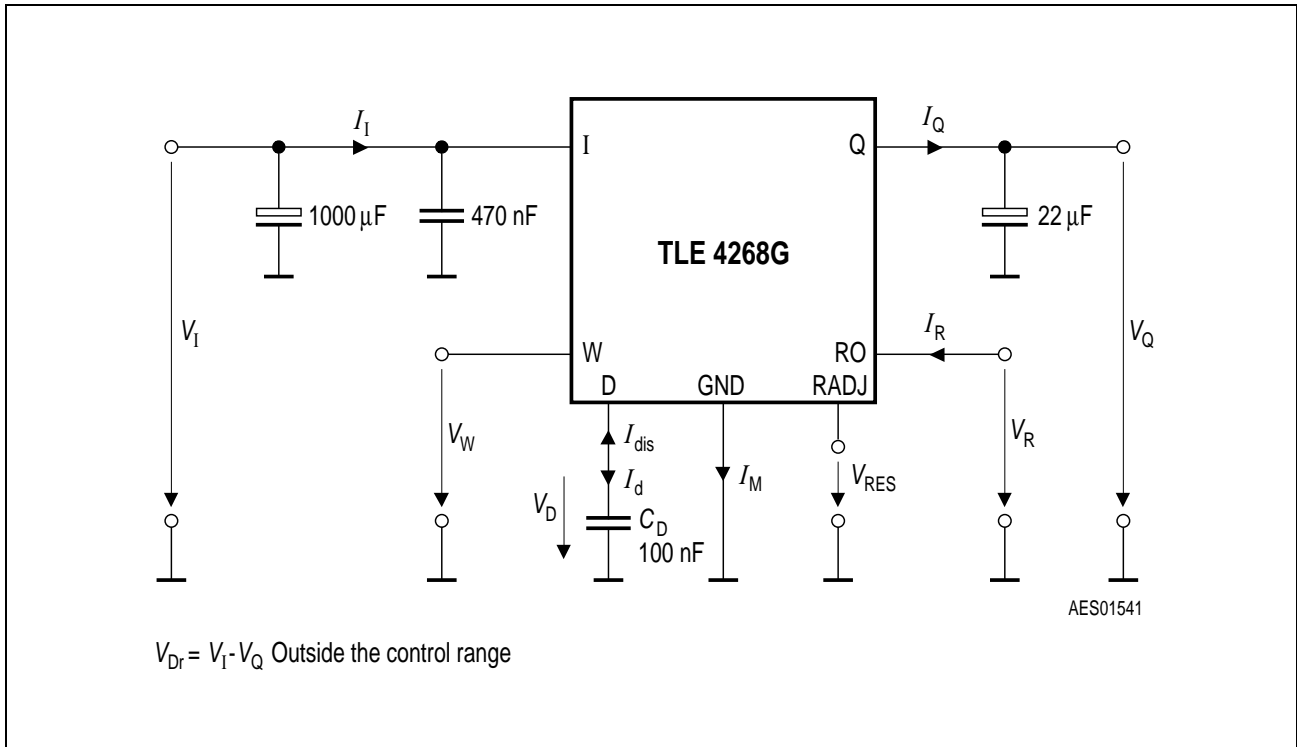 I_I
I_Q
I
Q
1000 µF
470 nF
TLE 4268G
22 µF
V_I
W
RO
I_R
V_Q
D
GND
RADJ
V_W
I_dis
V_R
I_d
I_M
V_RES
V_D
C_D
100 nF
AES01541
V_Dr = V_I - V_Q Outside the control range